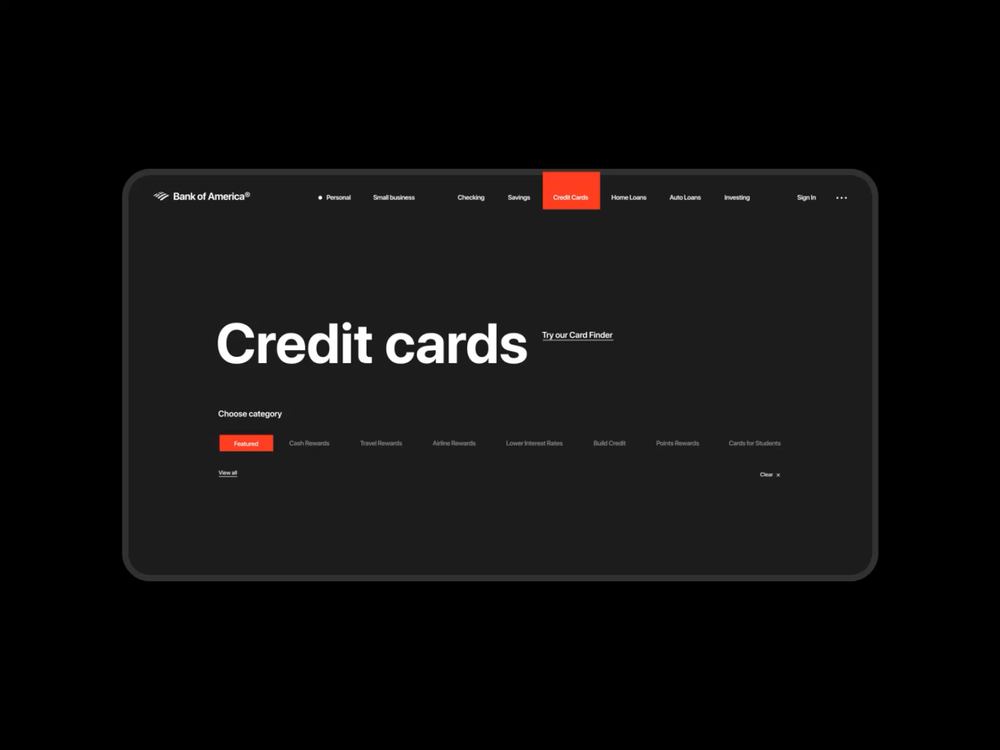 Bank of America®
Personal Small business Checking Savings Credit Cards Home Loans Auto Loans Investing Sign In
Credit cards Try our Card Finder
Choose category
Featured Cash Rewards Travel Rewards Airline Rewards Lower Interest Rates Build Credit Points Rewards Cards for Students
View all Clear ×